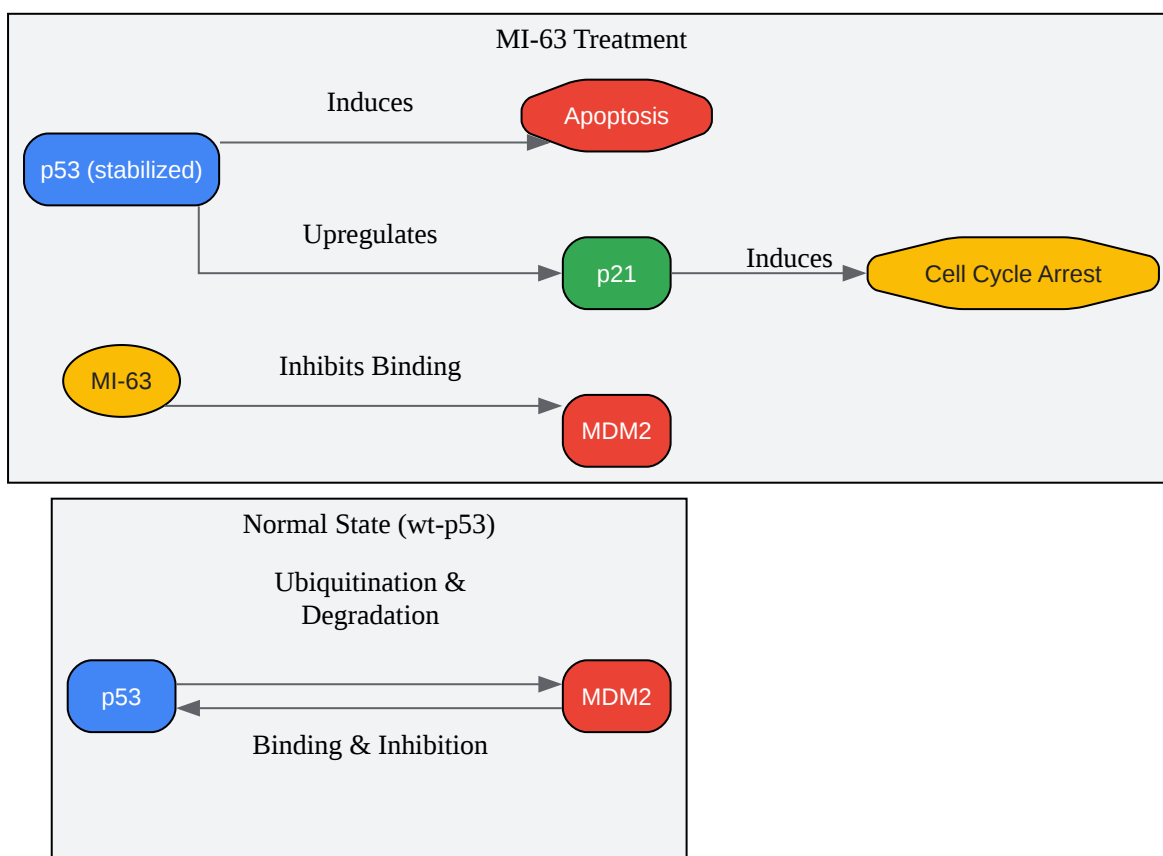 MI-63 Treatment
Induces
Apoptosis
p53 (stabilized)
Upregulates
p21
Induces
Cell Cycle Arrest
Inhibits Binding
MI-63
MDM2
Normal State (wt-p53)
Ubiquitination &
Degradation
p53
MDM2
Binding & Inhibition